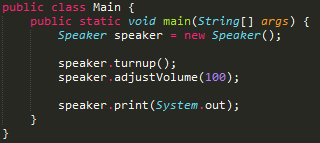 public class Main {
    public static void main(String[] args) {
        Speaker speaker = new Speaker();

        speaker.turnup();
        speaker.adjustVolume(100);

        speaker.print(System.out);
    }
}